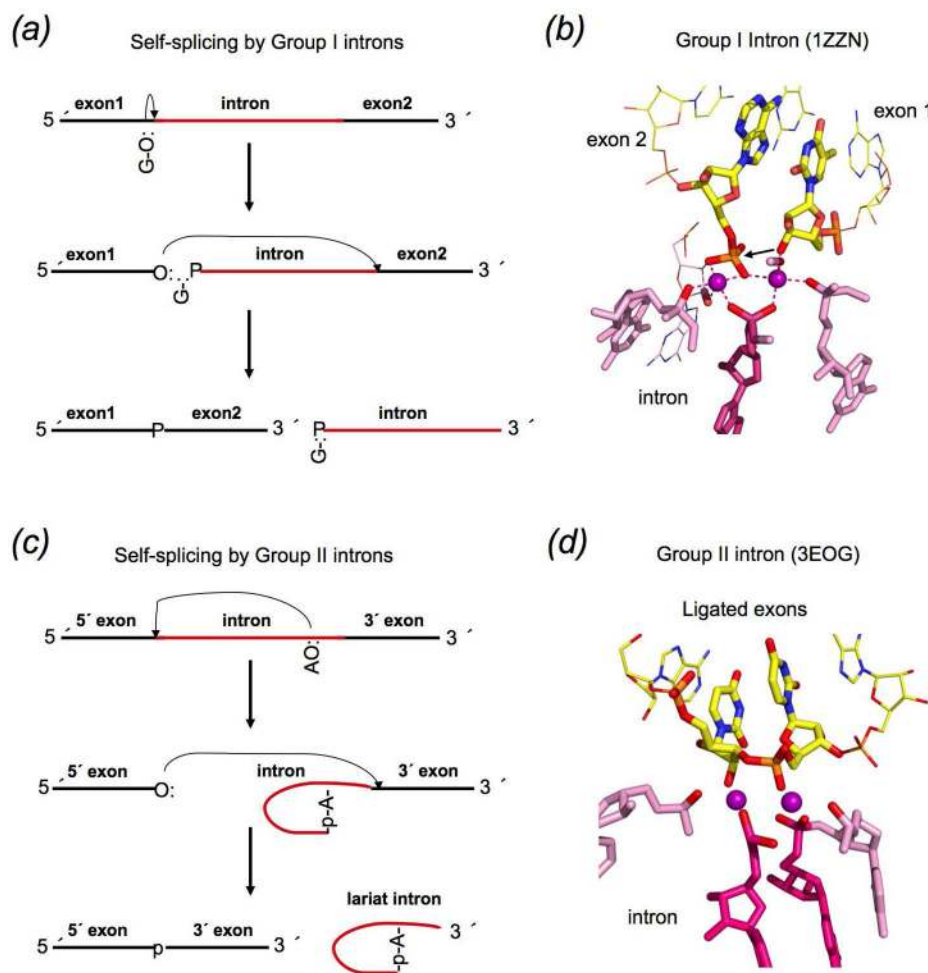 (a)
Self-splicing by Group I introns
5´ exon1 intron exon2 3´
G-O:
5´ exon1 O: G- P intron exon2 3´
5´ exon1 P exon2 3´ P G- intron 3´
(b)
Group I Intron (1ZZN)
exon 2
exon 1
intron
(c)
Self-splicing by Group II introns
5´ 5´ exon intron 3´ exon 3´
AO:
5´ 5´ exon O: intron 3´ exon 3´
-p-A-
lariat intron
5´ 5´ exon p 3´ exon 3´
-p-A-
(d)
Group II intron (3EOG)
Ligated exons
intron